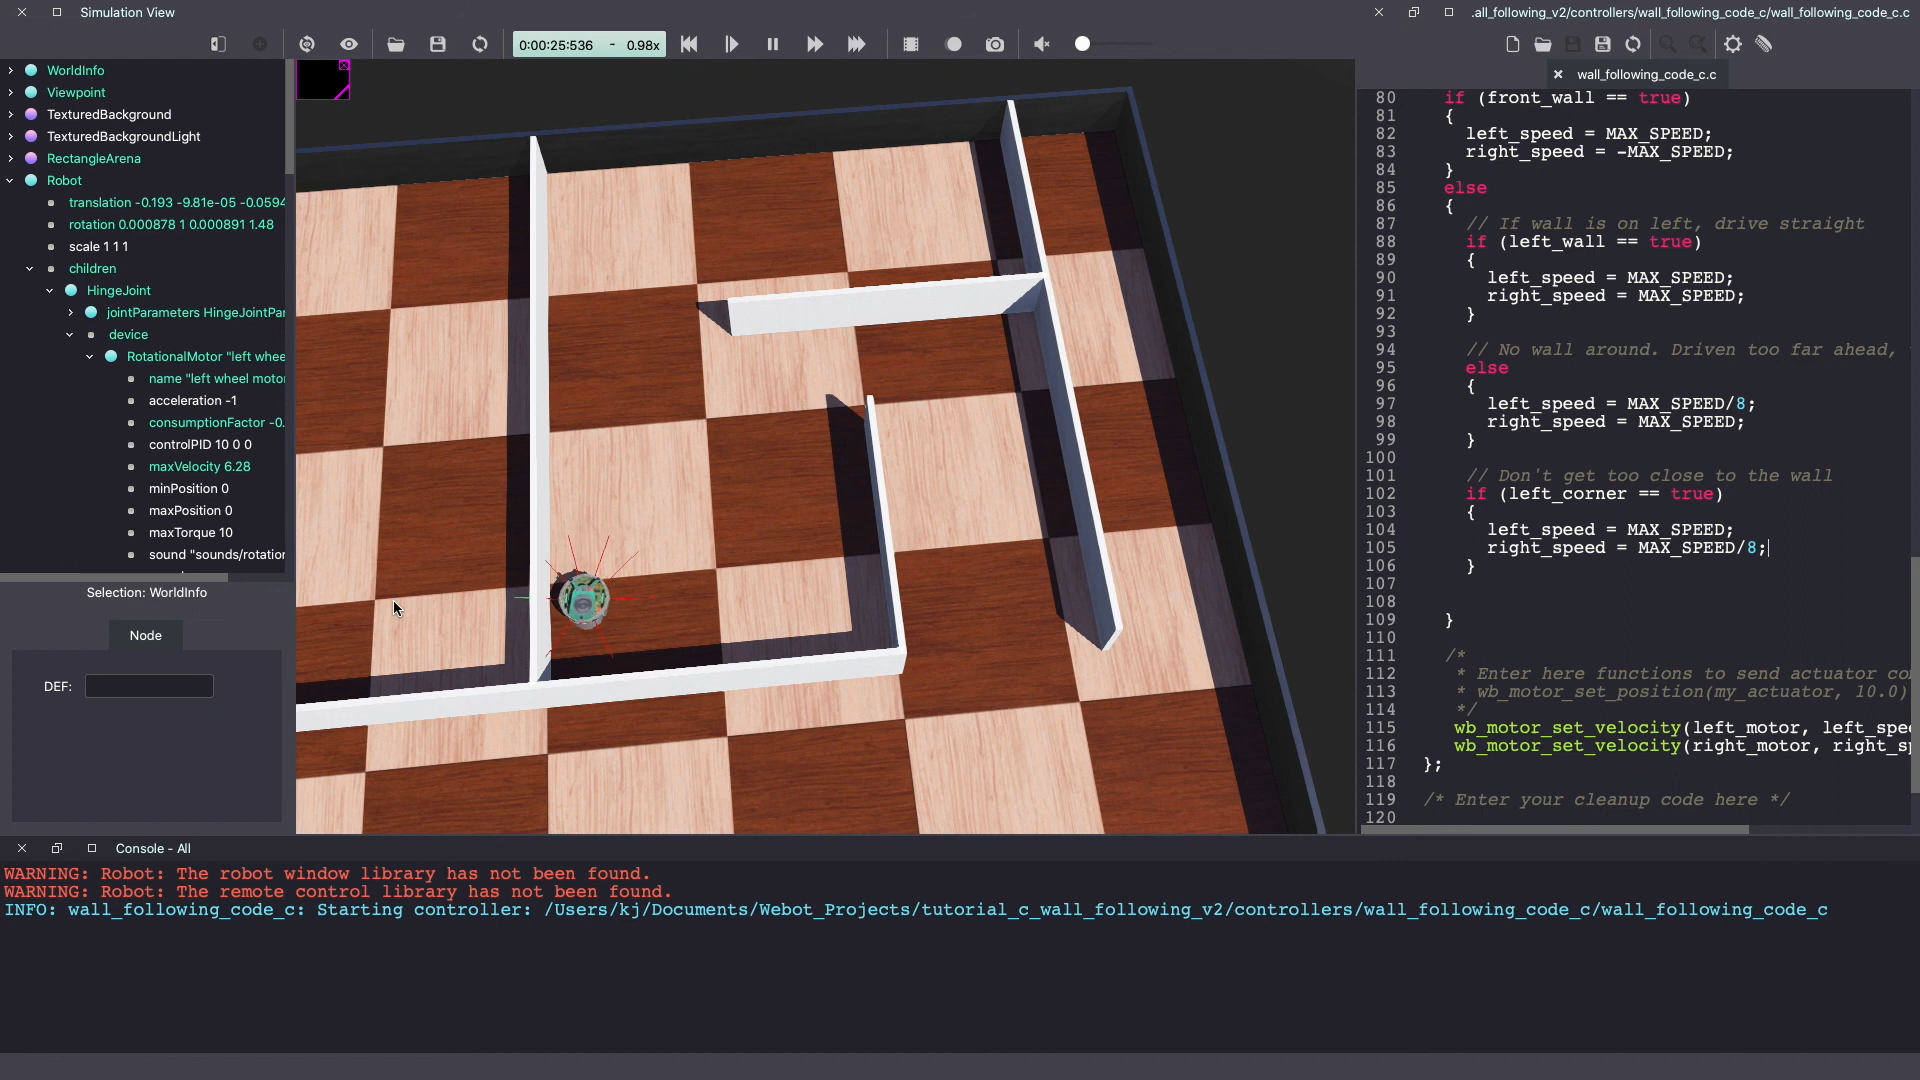 Simulation View
0:00:25:536 - 0.98x
WorldInfo
Viewpoint
TexturedBackground
TexturedBackgroundLight
RectangleArena
Robot
translation -0.193 -9.81e-05 -0.0594
rotation 0.000878 1 0.000891 1.48
scale 1 1 1
children
HingeJoint
jointParameters HingeJointPar
device
RotationalMotor "left whee
name "left wheel moto
acceleration -1
consumptionFactor -0.
controlPID 10 0 0
maxVelocity 6.28
minPosition 0
maxPosition 0
maxTorque 10
sound "sounds/rotation
Selection: WorldInfo
Node
DEF:
.all_following_v2/controllers/wall_following_code_c/wall_following_code_c.c
wall_following_code_c.c
80 if (front_wall == true)
81 {
82 left_speed = MAX_SPEED;
83 right_speed = -MAX_SPEED;
84 }
85 else
86 {
87 // If wall is on left, drive straight
88 if (left_wall == true)
89 {
90 left_speed = MAX_SPEED;
91 right_speed = MAX_SPEED;
92 }
93
94 // No wall around. Driven too far ahead,
95 else
96 {
97 left_speed = MAX_SPEED/8;
98 right_speed = MAX_SPEED;
99 }
100
101 // Don't get too close to the wall
102 if (left_corner == true)
103 {
104 left_speed = MAX_SPEED;
105 right_speed = MAX_SPEED/8;
106 }
107
108
109 }
110
111 /*
112 * Enter here functions to send actuator co
113 * wb_motor_set_position(my_actuator, 10.0)
114 */
115 wb_motor_set_velocity(left_motor, left_spe
116 wb_motor_set_velocity(right_motor, right_s
117 };
118
119 /* Enter your cleanup code here */
120
Console - All
WARNING: Robot: The robot window library has not been found.
WARNING: Robot: The remote control library has not been found.
INFO: wall_following_code_c: Starting controller: /Users/kj/Documents/Webot_Projects/tutorial_c_wall_following_v2/controllers/wall_following_code_c/wall_following_code_c